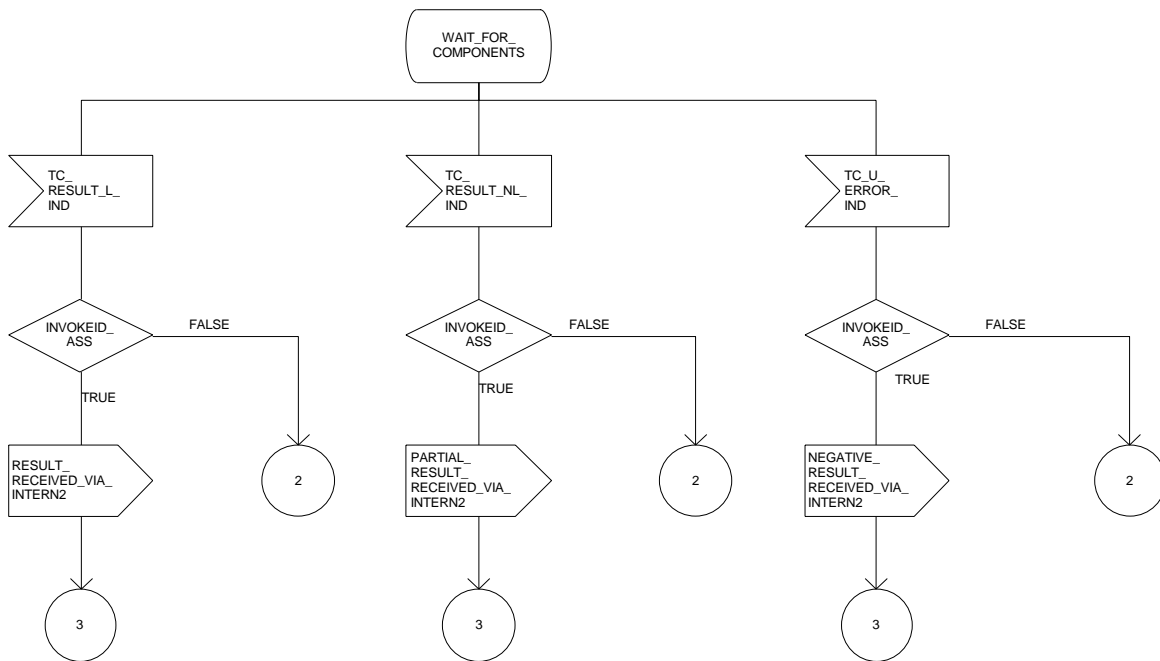 WAIT_FOR_
COMPONENTS
TC_
RESULT_L_
IND
TC_
RESULT_NL_
IND
TC_U_
ERROR_
IND
INVOKEID_
ASS
FALSE
TRUE
INVOKEID_
ASS
FALSE
TRUE
INVOKEID_
ASS
FALSE
TRUE
RESULT_
RECEIVED_VIA_
INTERN2
2
PARTIAL_
RESULT_
RECEIVED_VIA_
INTERN2
2
NEGATIVE_
RESULT_
RECEIVED_VIA_
INTERN2
2
3
3
3